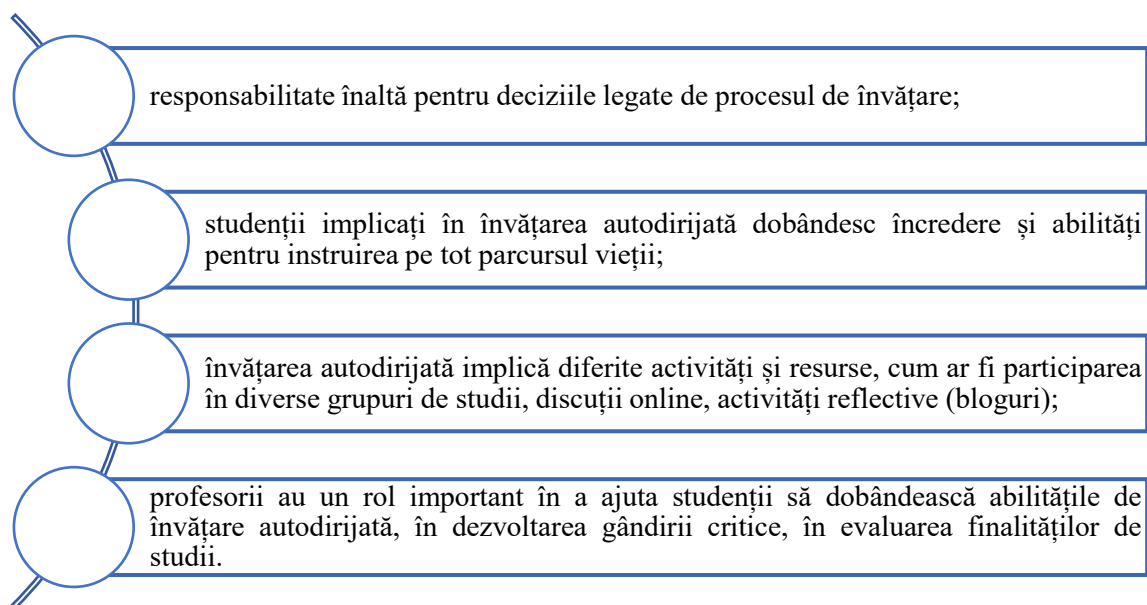 responsabilitate înaltă pentru deciziile legate de procesul de învățare;
studenții implicați în învățarea autodirijată dobândesc încredere și abilități
pentru instruirea pe tot parcursul vieții;
învățarea autodirijată implică diferite activități și resurse, cum ar fi participarea
în diverse grupuri de studii, discuții online, activități reflective (bloguri);
profesorii au un rol important în a ajuta studenții să dobândească abilitățile de
învățare autodirijată, în dezvoltarea gândirii critice, în evaluarea finalităților de
studii.